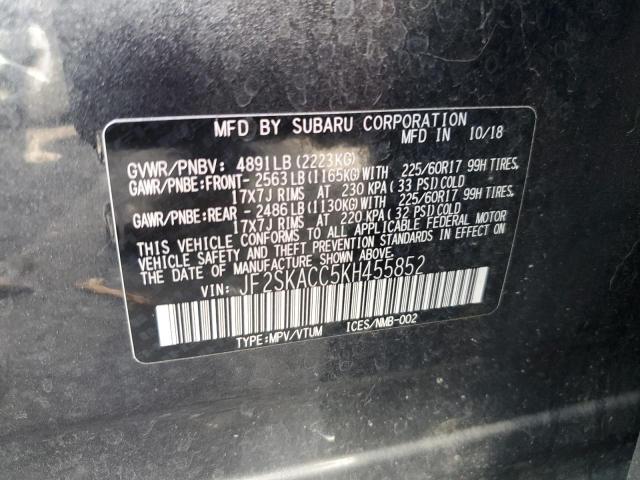 MFD BY SUBARU CORPORATION
MFD IN 10/18
GVWR/PNBV: 4891LB(2223KG)
GAWR/PNBE:FRONT- 2563LB(1165KG)WITH 225/60R17 99H TIRES,
17X7J RIMS AT 230 KPA(33 PSI)COLD
GAWR/PNBE:REAR - 2486LB(1130KG)WITH 225/60R17 99H TIRES,
17X7J RIMS AT 220 KPA(32 PSI)COLD
THIS VEHICLE CONFORMS TO ALL APPLICABLE FEDERAL MOTOR
VEHICLE SAFETY AND THEFT PREVENTION STANDARDS IN EFFECT ON
THE DATE OF MANUFACTURE SHOWN ABOVE.
VIN: JF2SKACC5KH455852
TYPE:MPV/VTUM ICES/NMB-002